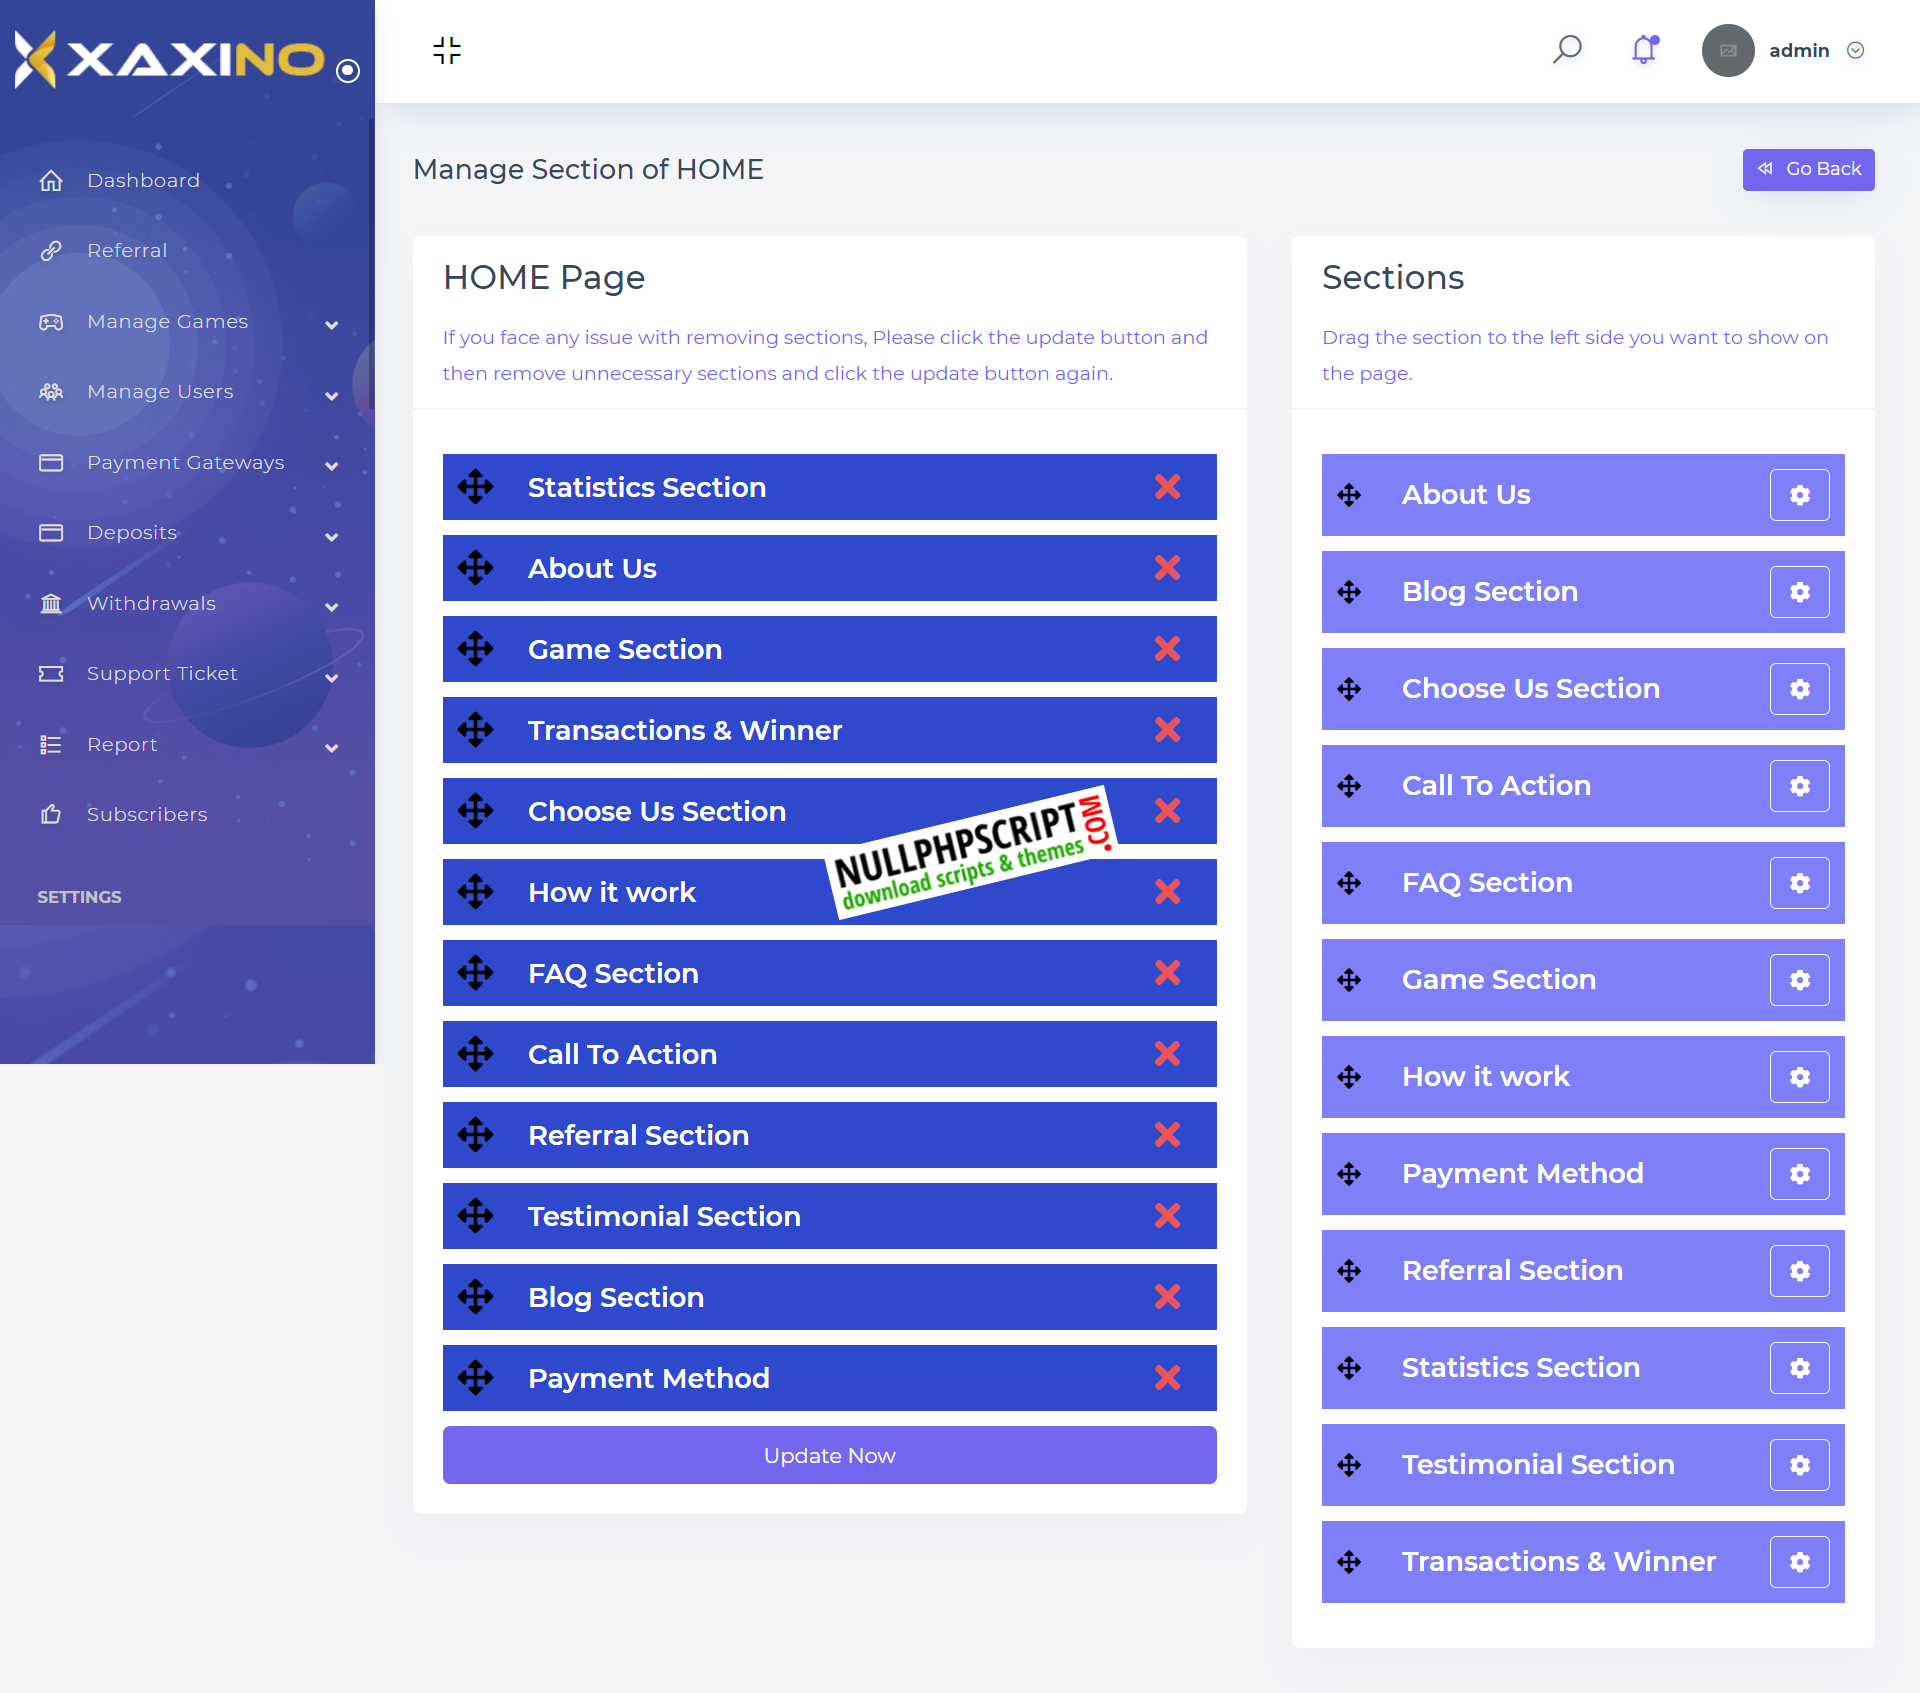 XAXINO
admin
Dashboard
Referral
Manage Games
Manage Users
Payment Gateways
Deposits
Withdrawals
Support Ticket
Report
Subscribers
SETTINGS
Manage Section of HOME
Go Back
HOME Page
If you face any issue with removing sections, Please click the update button and
then remove unnecessary sections and click the update button again.
Statistics Section
About Us
Game Section
Transactions & Winner
Choose Us Section
How it work
FAQ Section
Call To Action
Referral Section
Testimonial Section
Blog Section
Payment Method
Update Now
NULLPHPSCRIPT.COM
download scripts & themes
Sections
Drag the section to the left side you want to show on
the page.
About Us
Blog Section
Choose Us Section
Call To Action
FAQ Section
Game Section
How it work
Payment Method
Referral Section
Statistics Section
Testimonial Section
Transactions & Winner